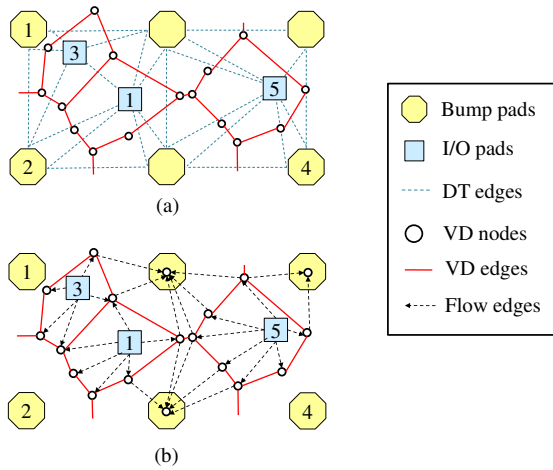 1
3
1
5
2
4
(a)
1
3
1
5
2
4
(b)
Bump pads
I/O pads
DT edges
VD nodes
VD edges
Flow edges